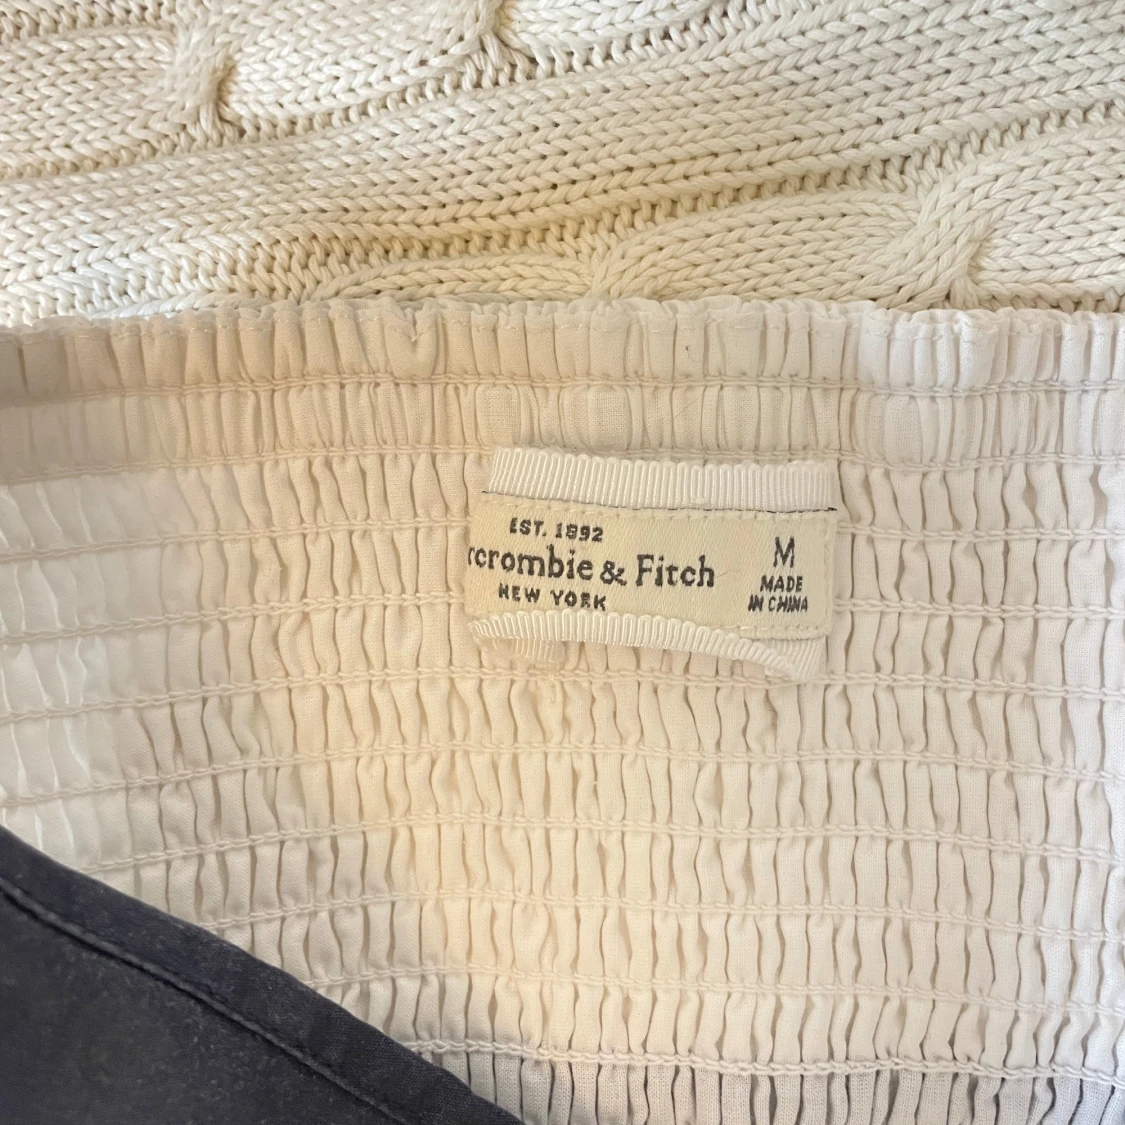 EST. 1892
rcrombie & Fitch
NEW YORK
M
MADE
IN CHINA